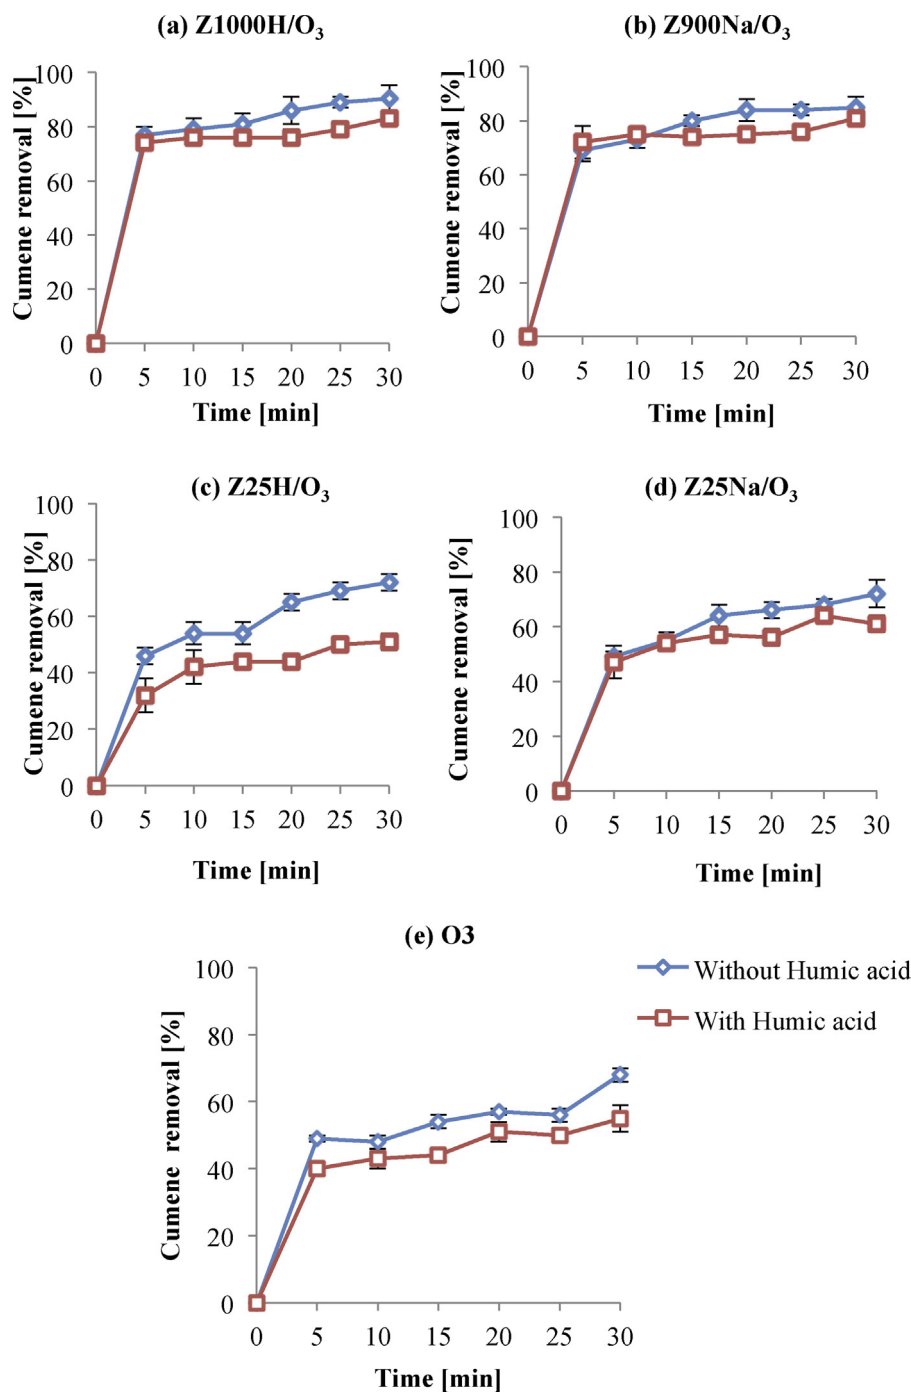 (a) Z1000H/O₃
Cumene removal [%]
100
80
60
40
20
0
0 5 10 15 20 25 30
Time [min]
(b) Z900Na/O₃
Cumene removal [%]
100
80
60
40
20
0
0 5 10 15 20 25 30
Time [min]
(c) Z25H/O₃
Cumene removal [%]
100
80
60
40
20
0
0 5 10 15 20 25 30
Time [min]
(d) Z25Na/O₃
Cumene removal [%]
100
80
60
40
20
0
0 5 10 15 20 25 30
Time [min]
(e) O3
Cumene removal [%]
100
80
60
40
20
0
0 5 10 15 20 25 30
Time [min]
Without Humic acid
With Humic acid